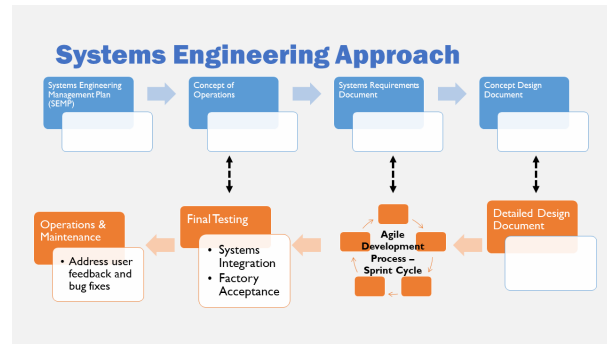 Systems Engineering Approach
Systems Engineering
Management Plan
(SEMP)
Concept of
Operations
Systems Requirements
Document
Concept Design
Document
Operations &
Maintenance
• Address user
feedback and
bug fixes
Final Testing
• Systems
Integration
• Factory
Acceptance
Agile
Development
Process –
Sprint Cycle
Detailed Design
Document